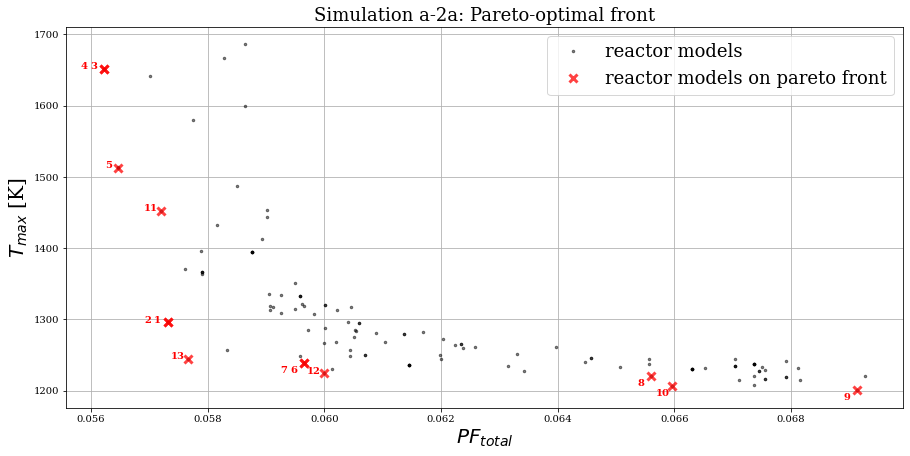 Simulation a-2a: Pareto-optimal front
reactor models
reactor models on pareto front
1700
1600
1500
1400
1300
1200
T_max [K]
4 3
5
11
2 1
13
7 6
12
8
10
9
0.056 0.058 0.060 0.062 0.064 0.066 0.068
PF_total